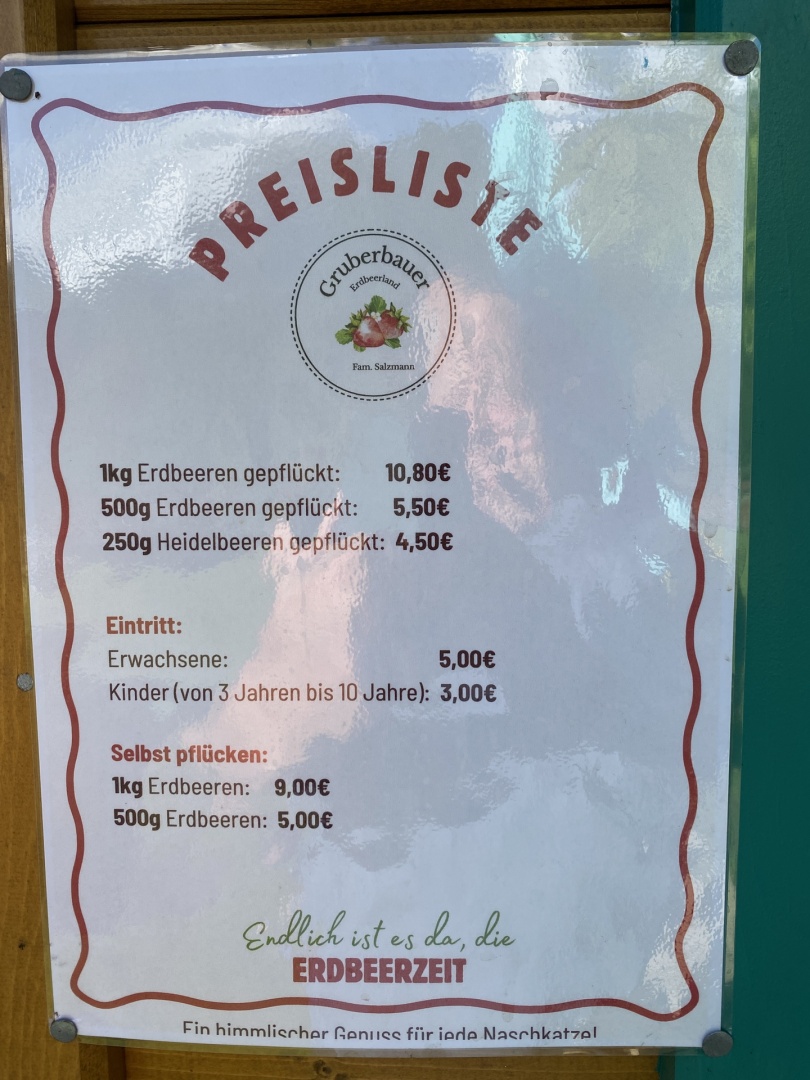 PREISLISTE
Gruberbauer
Erdbeerland
Fam. Salzmann
1kg Erdbeeren gepflückt: 10,80€
500g Erdbeeren gepflückt: 5,50€
250g Heidelbeeren gepflückt: 4,50€
Eintritt:
Erwachsene: 5,00€
Kinder (von 3 Jahren bis 10 Jahre): 3,00€
Selbst pflücken:
1kg Erdbeeren: 9,00€
500g Erdbeeren: 5,00€
Endlich ist es da, die
ERDBEERZEIT
Ein himmlischer Genuss für jede Naschkatze!